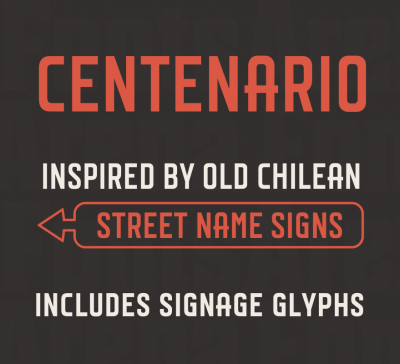 CENTENARIO
INSPIRED BY OLD CHILEAN
STREET NAME SIGNS
INCLUDES SIGNAGE GLYPHS